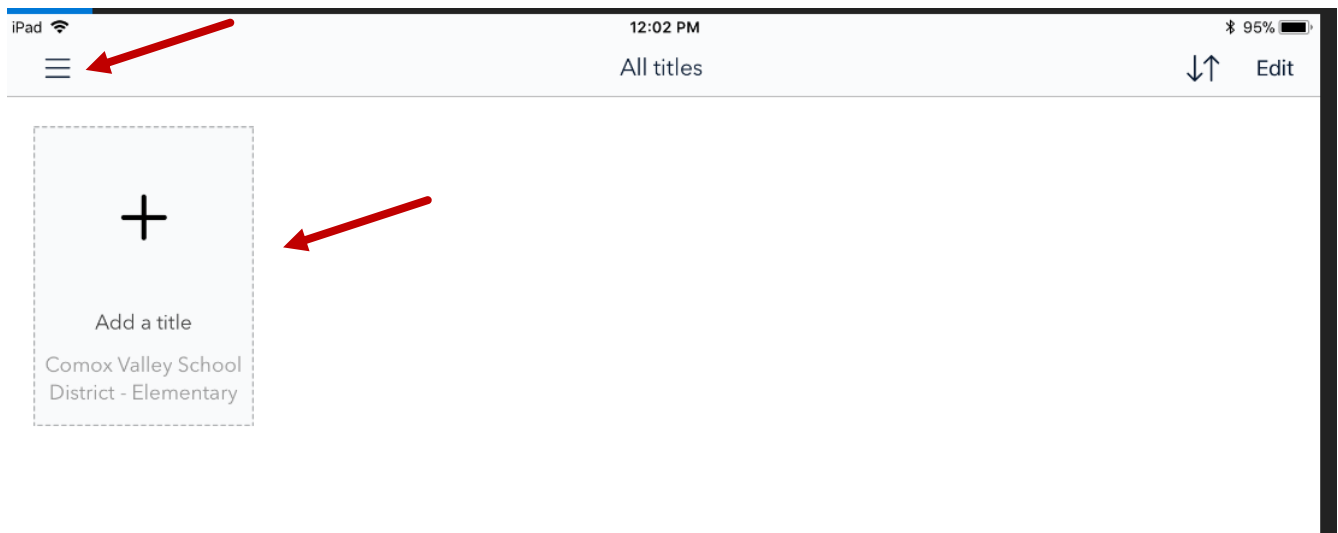 iPad 12:02 PM 95%
All titles Edit
Add a title
Comox Valley School
District - Elementary